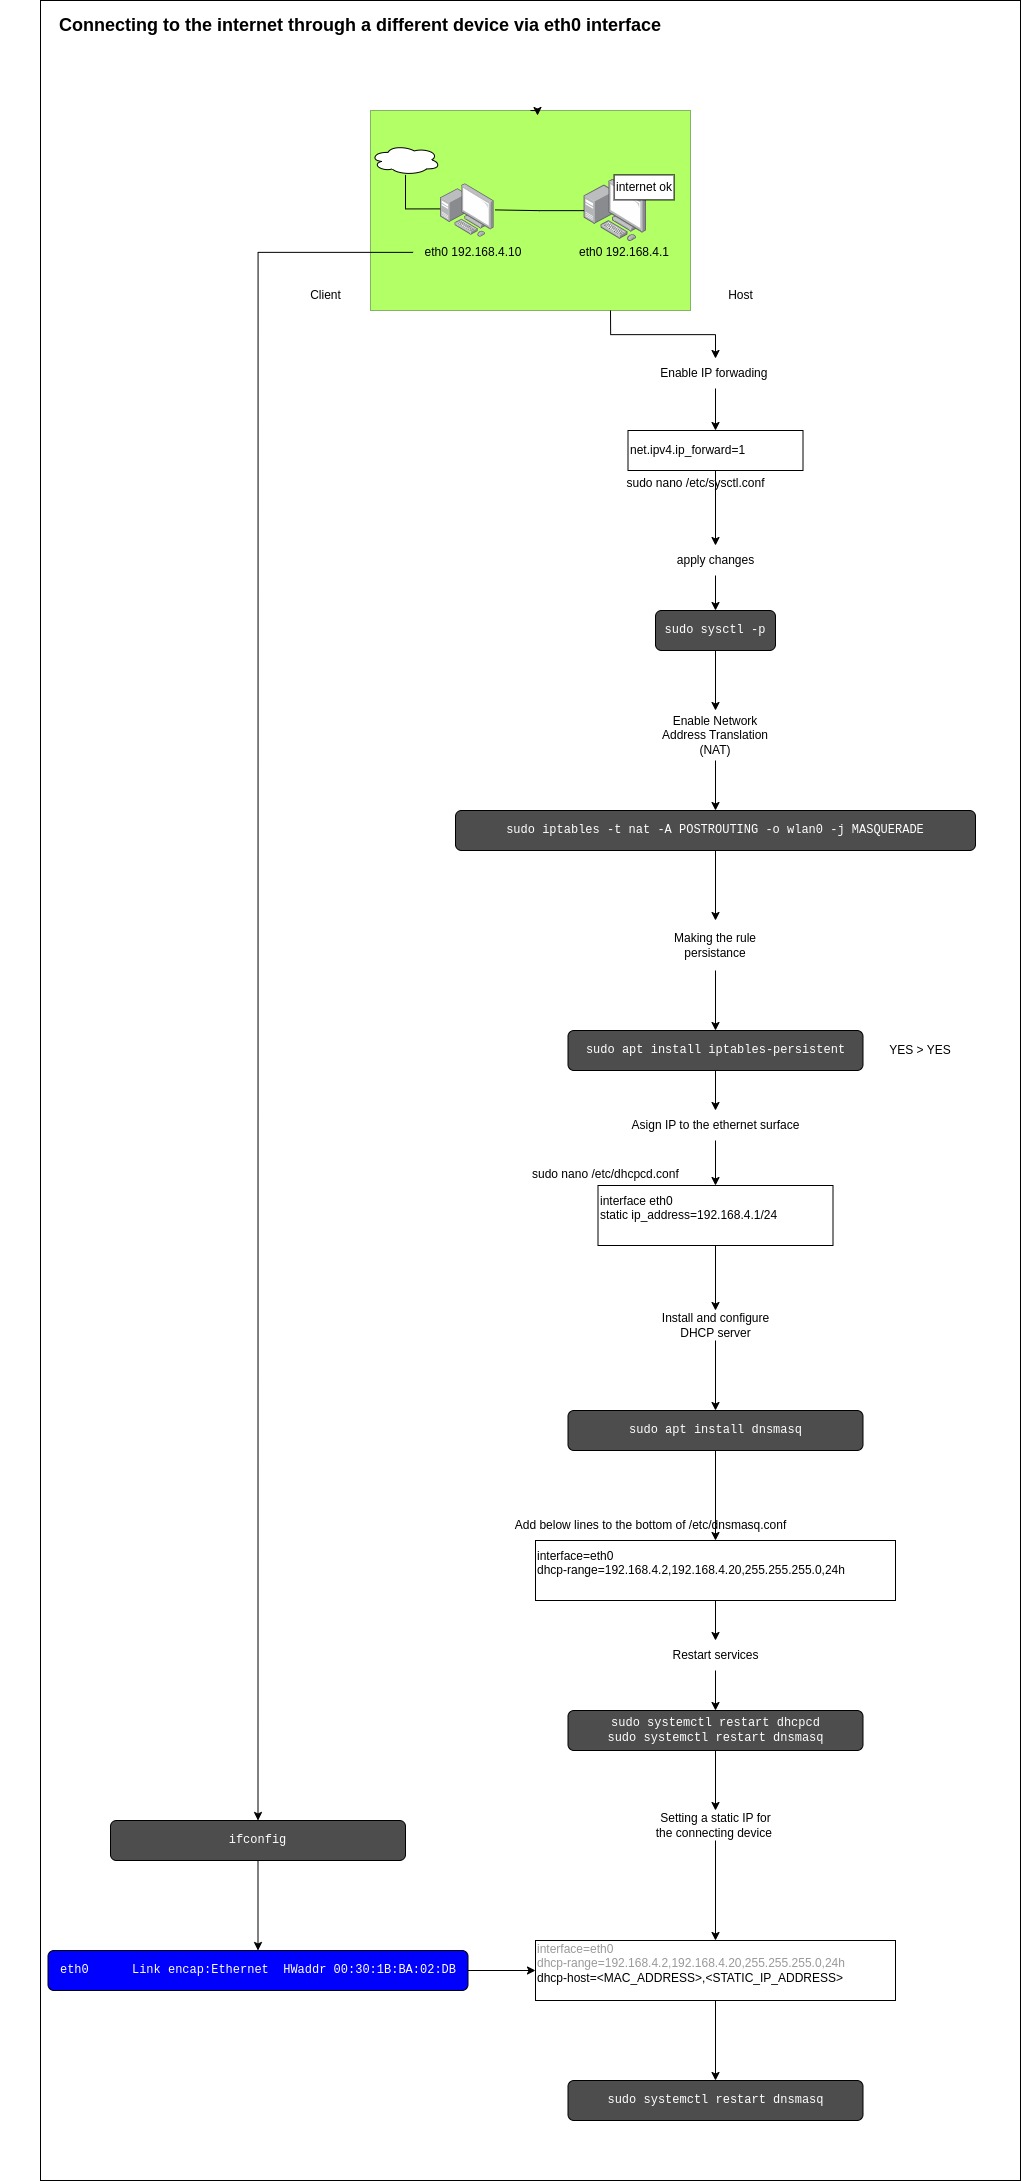 Connecting to the internet through a different device via eth0 interface
internet ok
eth0 192.168.4.10
eth0 192.168.4.1
Client
Host
Enable IP forwading
net.ipv4.ip_forward=1
sudo nano /etc/sysctl.conf
apply changes
sudo sysctl -p
Enable Network
Address Translation
(NAT)
sudo iptables -t nat -A POSTROUTING -o wlan0 -j MASQUERADE
Making the rule
persistance
sudo apt install iptables-persistent
YES > YES
Asign IP to the ethernet surface
sudo nano /etc/dhcpcd.conf
interface eth0
static ip_address=192.168.4.1/24
Install and configure
DHCP server
sudo apt install dnsmasq
Add below lines to the bottom of /etc/dnsmasq.conf
interface=eth0
dhcp-range=192.168.4.2,192.168.4.20,255.255.255.0,24h
Restart services
sudo systemctl restart dhcpcd
sudo systemctl restart dnsmasq
Setting a static IP for
the connecting device
ifconfig
eth0      Link encap:Ethernet  HWaddr 00:30:1B:BA:02:DB
interface=eth0
dhcp-range=192.168.4.2,192.168.4.20,255.255.255.0,24h
dhcp-host=<MAC_ADDRESS>,<STATIC_IP_ADDRESS>
sudo systemctl restart dnsmasq